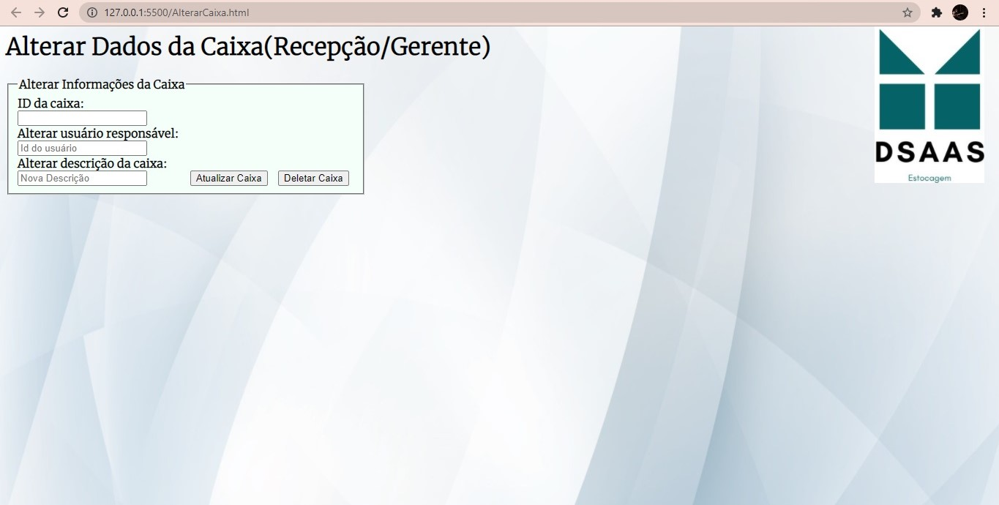 127.0.0.1:5500/AlterarCaixa.html
Alterar Dados da Caixa(Recepção/Gerente)
Alterar Informações da Caixa
ID da caixa:
Alterar usuário responsável:
Id do usuário
Alterar descrição da caixa:
Nova Descrição
Atualizar Caixa
Deletar Caixa
DSAAS
Estocagem